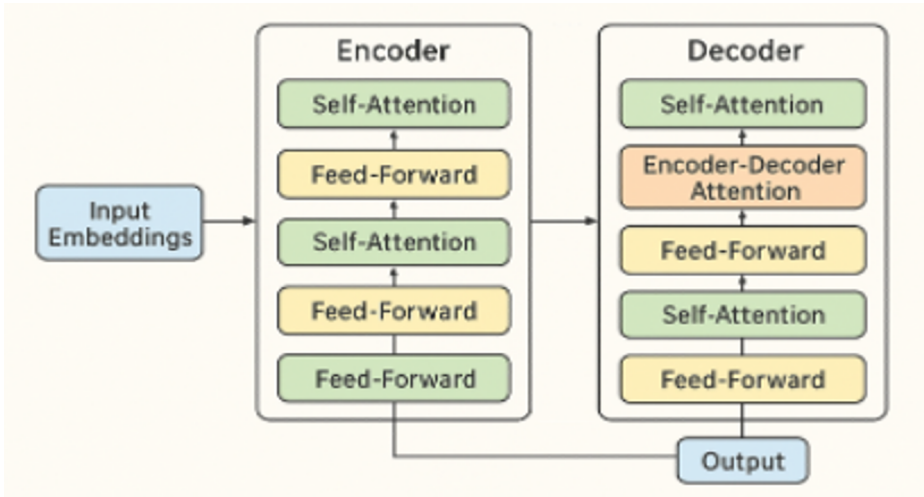 Input
Embeddings
Encoder
Self-Attention
Feed-Forward
Self-Attention
Feed-Forward
Feed-Forward
Decoder
Self-Attention
Encoder-Decoder
Attention
Feed-Forward
Self-Attention
Feed-Forward
Output